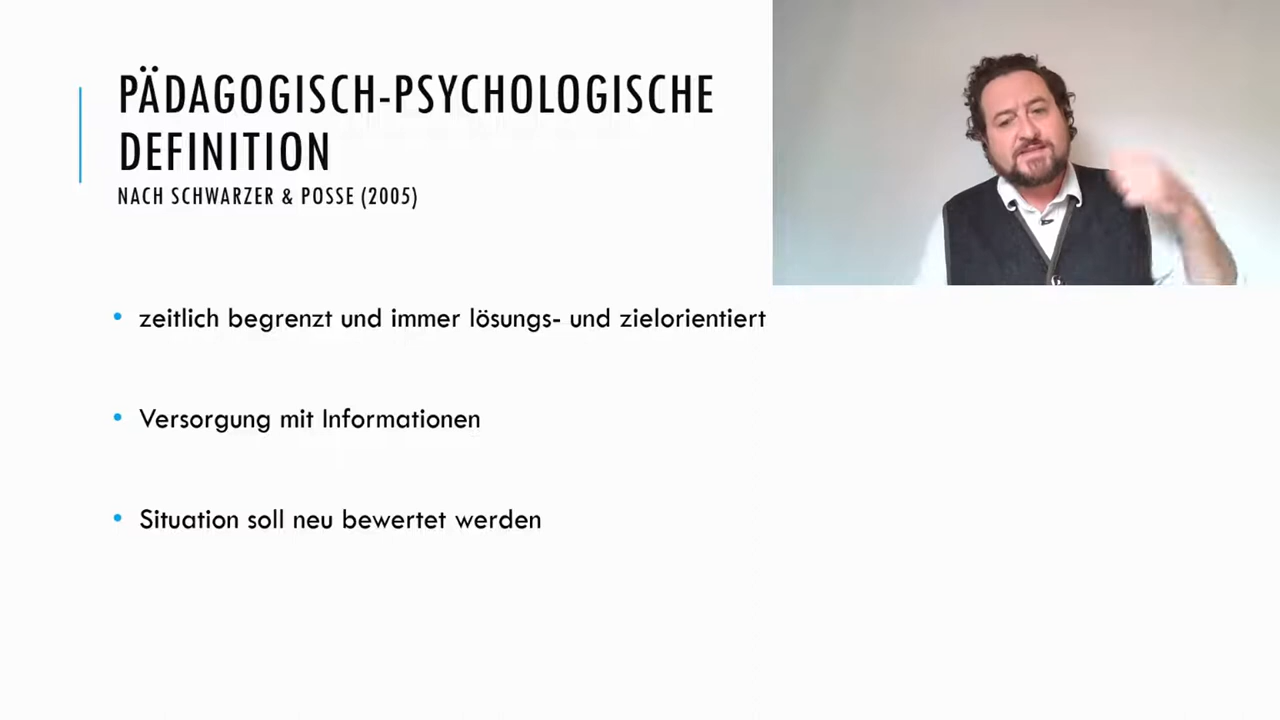 PÄDAGOGISCH-PSYCHOLOGISCHE
DEFINITION
NACH SCHWARZER & POSSE (2005)
• zeitlich begrenzt und immer lösungs- und zielorientiert
• Versorgung mit Informationen
• Situation soll neu bewertet werden